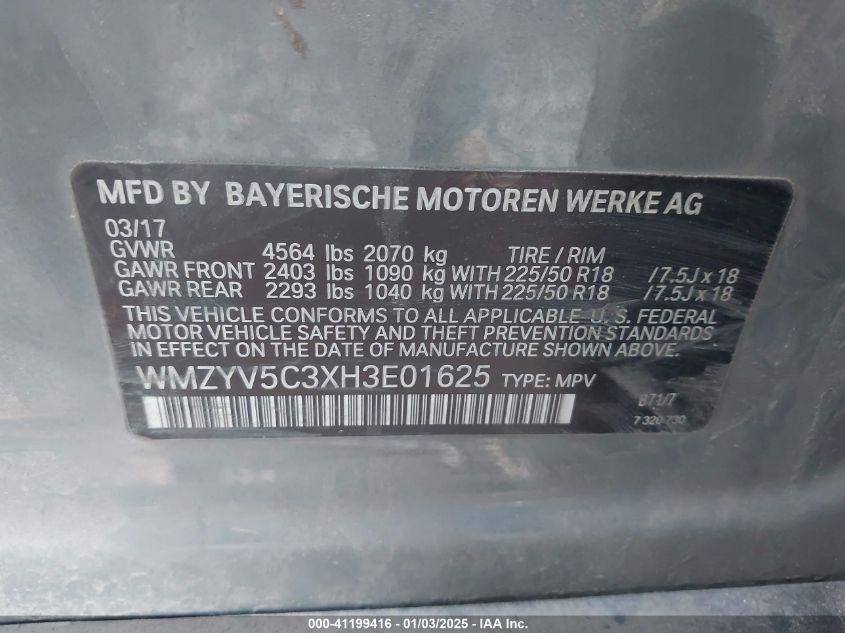 MFD BY BAYERISCHE MOTOREN WERKE AG
03/17
GVWR 4564 lbs 2070 kg TIRE / RIM
GAWR FRONT 2403 lbs 1090 kg WITH 225/50 R18 /7.5J x 18
GAWR REAR 2293 lbs 1040 kg WITH 225/50 R18 /7.5J x 18
THIS VEHICLE CONFORMS TO ALL APPLICABLE U. S. FEDERAL
MOTOR VEHICLE SAFETY AND THEFT PREVENTION STANDARDS
IN EFFECT ON THE DATE OF MANUFACTURE SHOWN ABOVE.
WMZYV5C3XH3E01625 TYPE: MPV
B71/7
7 320 730
000-41199416 - 01/03/2025 - IAA Inc.